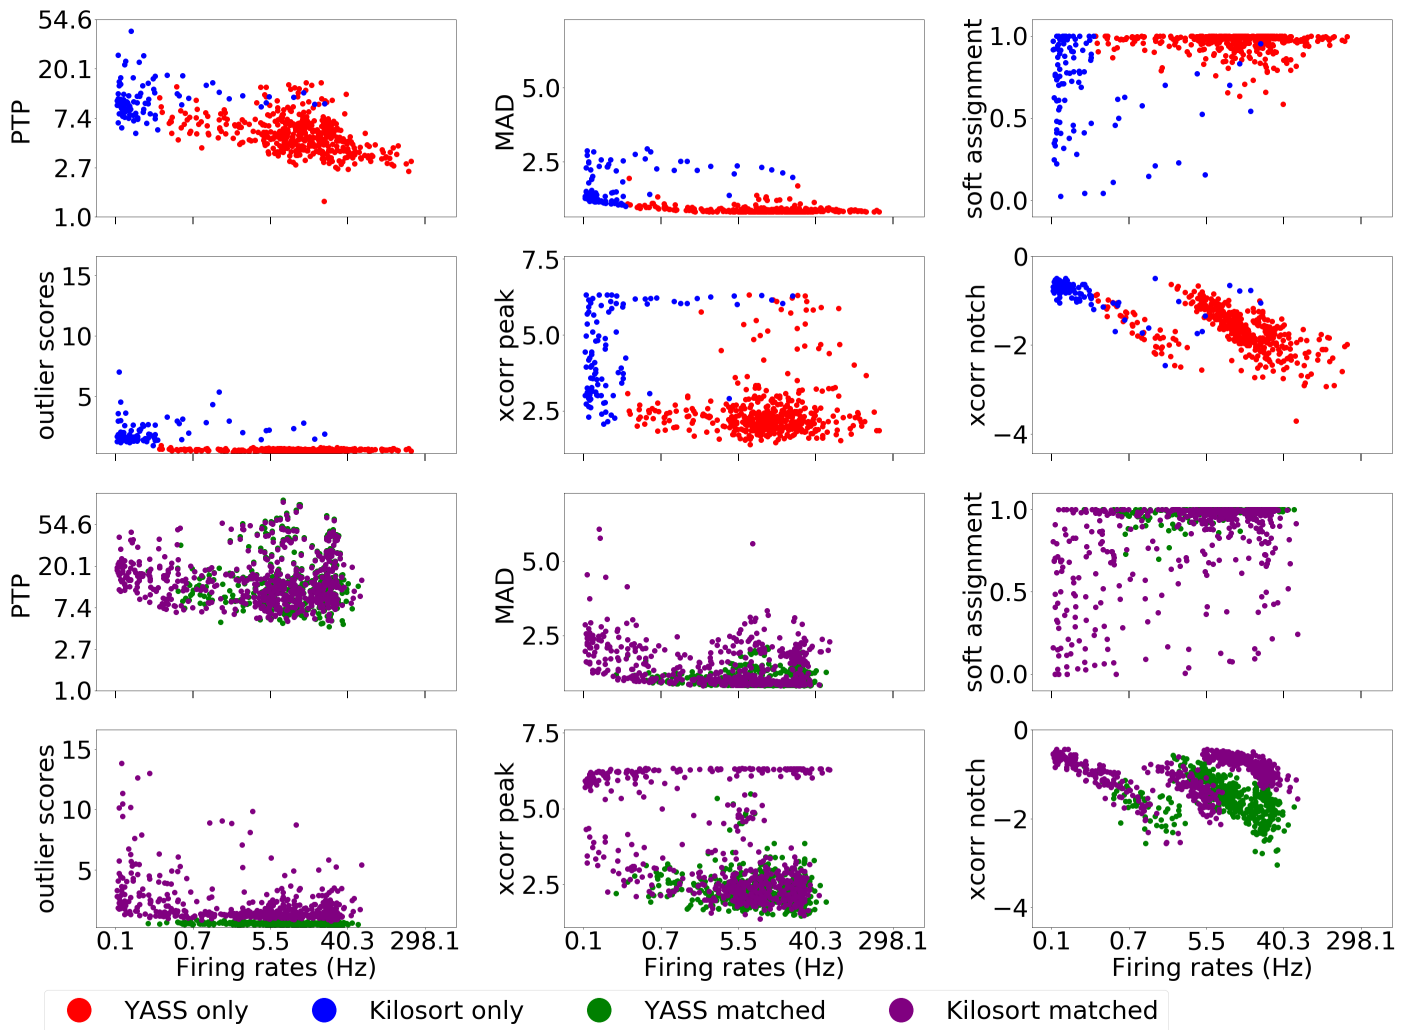 54.6
20.1
7.4
2.7
1.0
PTP
5.0
2.5
MAD
1.0
0.5
0.0
soft assignment
15
10
5
outlier scores
7.5
5.0
2.5
xcorr peak
0
−2
−4
xcorr notch
54.6
20.1
7.4
2.7
1.0
PTP
5.0
2.5
MAD
1.0
0.5
0.0
soft assignment
15
10
5
outlier scores
7.5
5.0
2.5
xcorr peak
0
−2
−4
xcorr notch
0.1 0.7 5.5 40.3 298.1
Firing rates (Hz)
0.1 0.7 5.5 40.3 298.1
Firing rates (Hz)
0.1 0.7 5.5 40.3 298.1
Firing rates (Hz)
YASS only Kilosort only YASS matched Kilosort matched